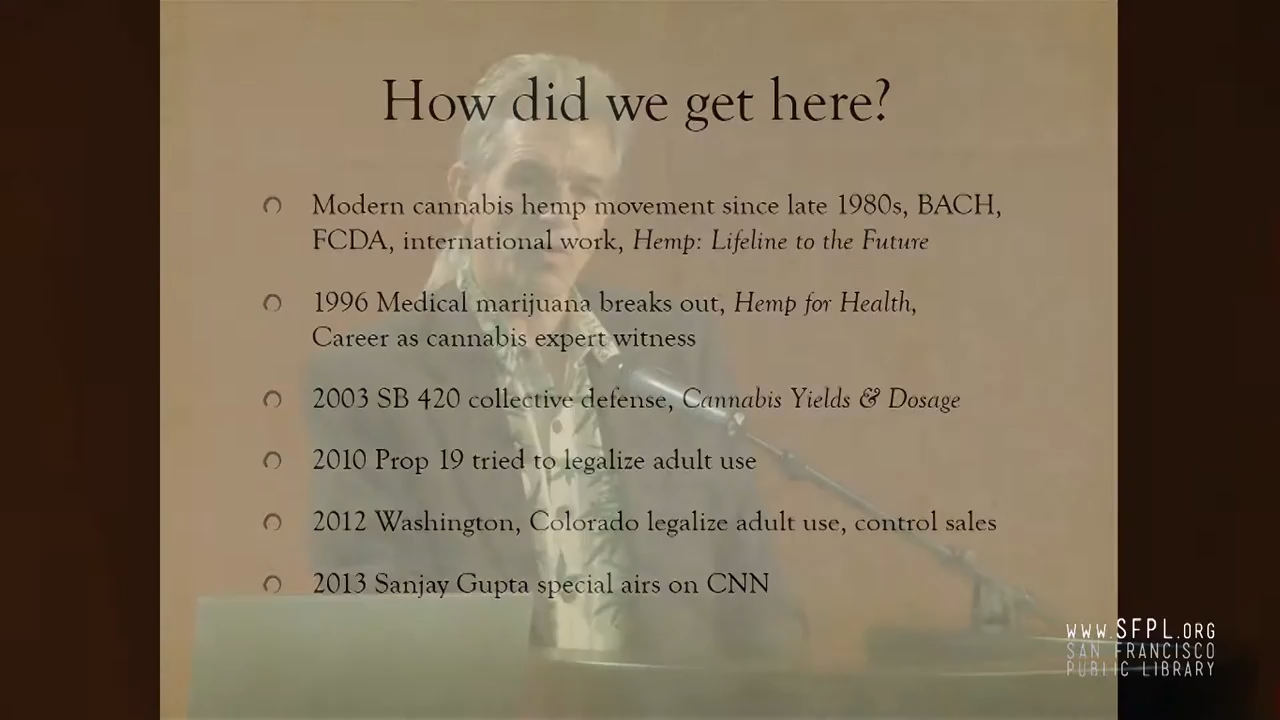 How did we get here?
Modern cannabis hemp movement since late 1980s, BACH,
FCDA, international work, Hemp: Lifeline to the Future
1996 Medical marijuana breaks out, Hemp for Health,
Career as cannabis expert witness
2003 SB 420 collective defense, Cannabis Yields & Dosage
2010 Prop 19 tried to legalize adult use
2012 Washington, Colorado legalize adult use, control sales
2013 Sanjay Gupta special airs on CNN
www.SFPL.ORG
SAN FRANCISCO
PUBLIC LIBRARY